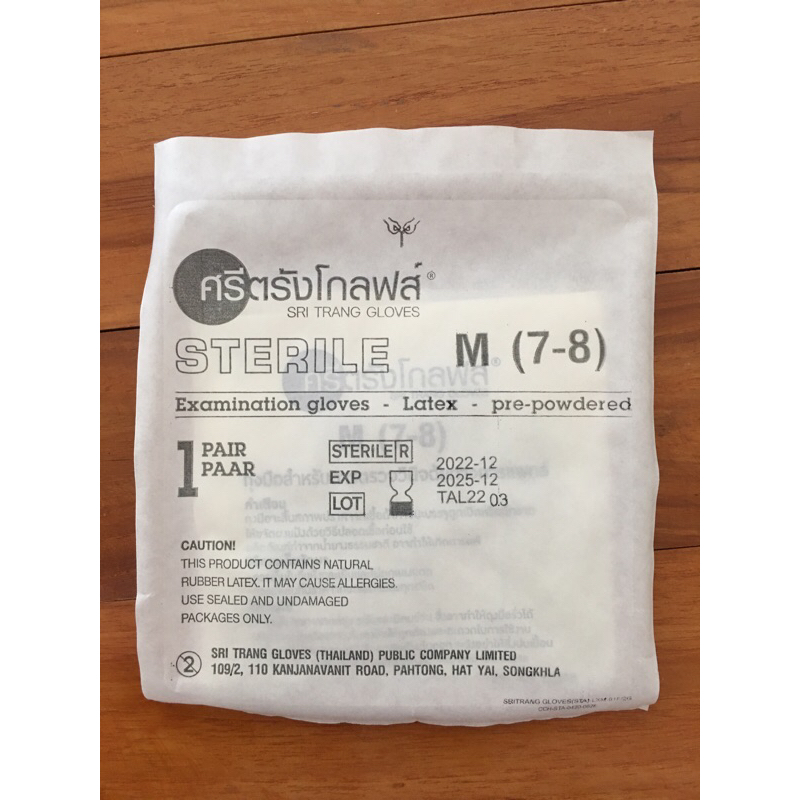 ศรีตรังโกลฟส์®
SRI TRANG GLOVES
STERILE M (7-8)
Examination gloves - Latex - pre-powdered
1 PAIR
PAAR
STERILE R 2022-12
EXP 2025-12
LOT TAL22 03
CAUTION!
THIS PRODUCT CONTAINS NATURAL
RUBBER LATEX. IT MAY CAUSE ALLERGIES.
USE SEALED AND UNDAMAGED
PACKAGES ONLY.
2 SRI TRANG GLOVES (THAILAND) PUBLIC COMPANY LIMITED
109/2, 110 KANJANAVANIT ROAD, PAHTONG, HAT YAI, SONGKHLA